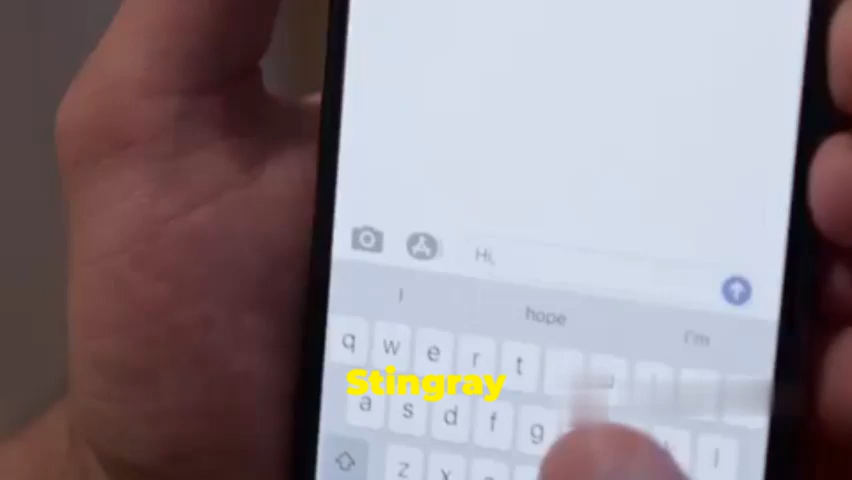 Hi,
I hope I'm
q w e r t u
Stingray
a s d f g l
z x